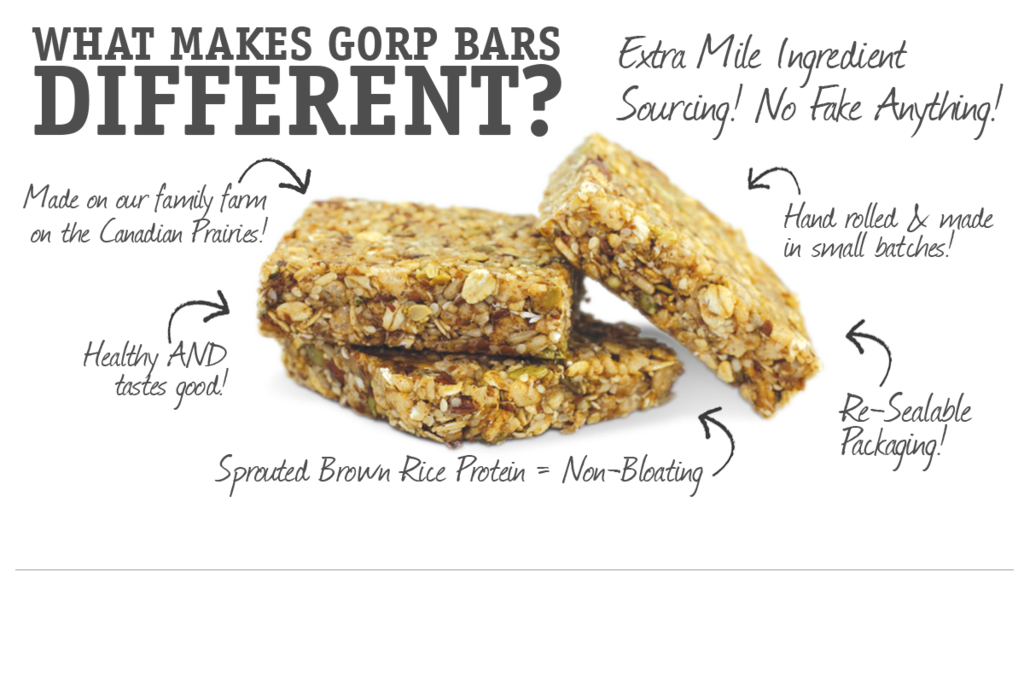 WHAT MAKES GORP BARS
DIFFERENT?
Extra Mile Ingredient
Sourcing! No Fake Anything!
Made on our family farm
on the Canadian Prairies!
Hand rolled & made
in small batches!
Healthy AND
tastes good!
Re-Sealable
Packaging!
Sprouted Brown Rice Protein = Non-Bloating